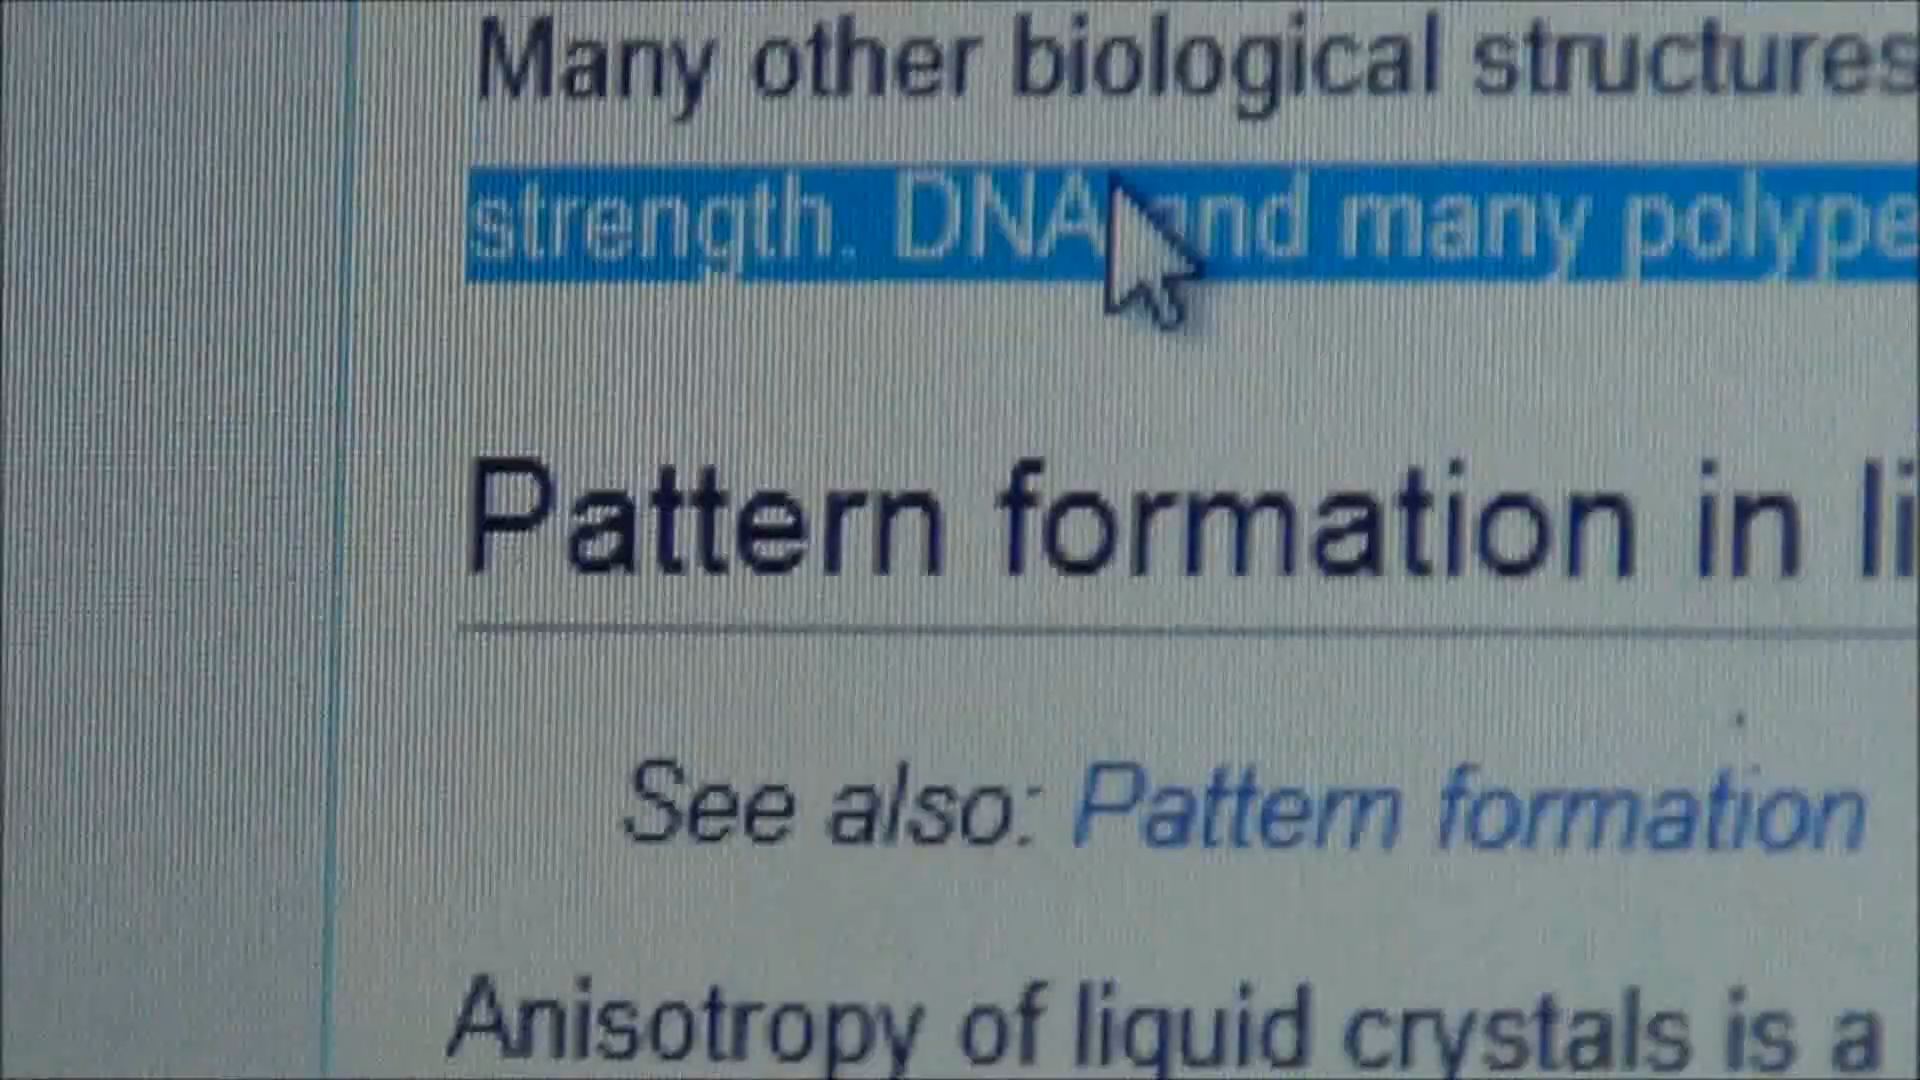 Many other biological structures
strength. DNA and many polype
Pattern formation in li
See also: Pattern formation
Anisotropy of liquid crystals is a